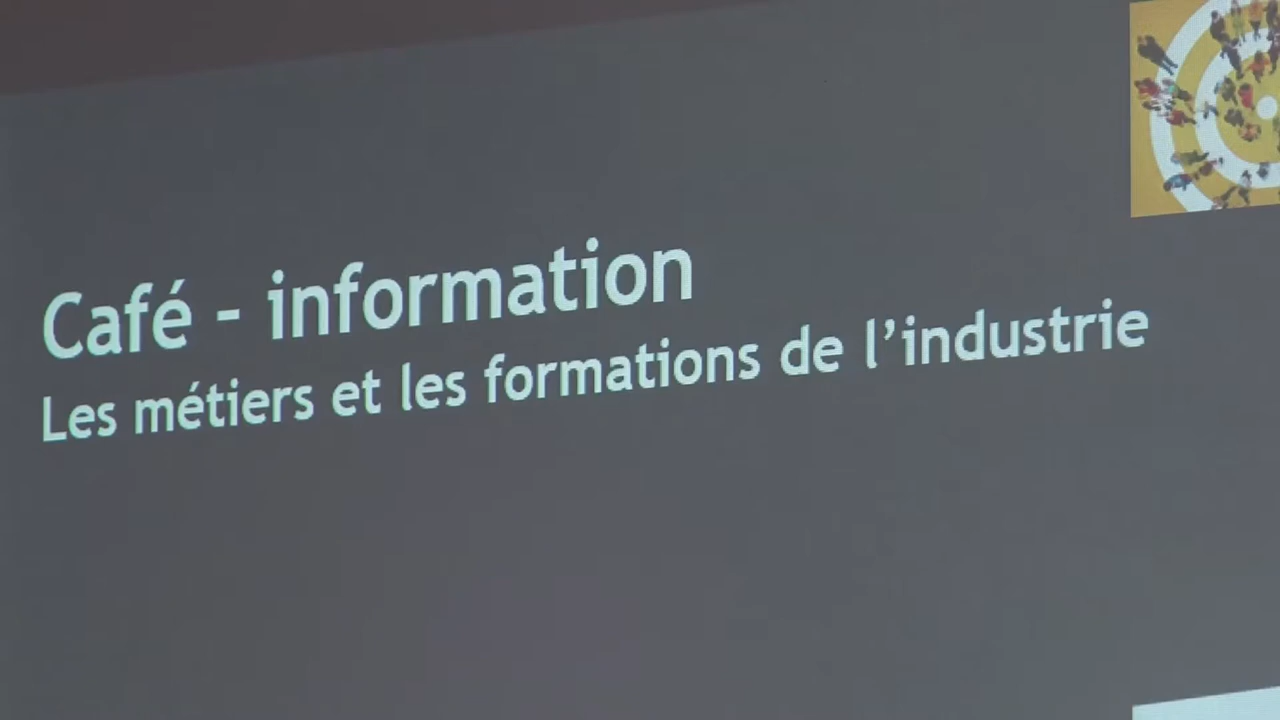 Café - information
Les métiers et les formations de l’industrie